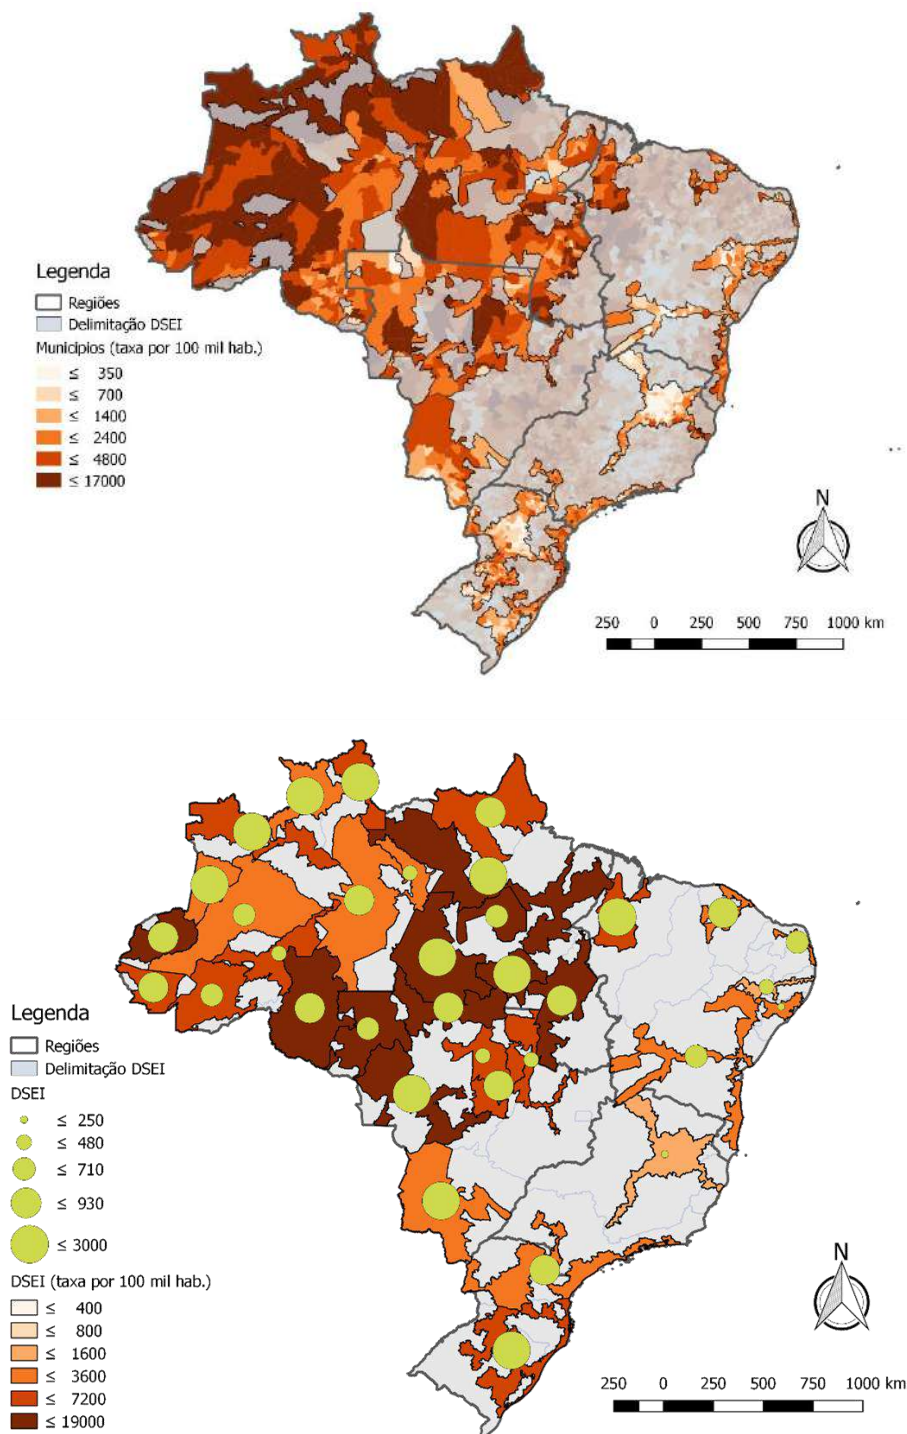 Legenda
Regiões
Delimitação DSEI
Municípios (taxa por 100 mil hab.)
≤ 350
≤ 700
≤ 1400
≤ 2400
≤ 4800
≤ 17000
N
250 0 250 500 750 1000 km
Legenda
Regiões
Delimitação DSEI
DSEI
≤ 250
≤ 480
≤ 710
≤ 930
≤ 3000
DSEI (taxa por 100 mil hab.)
≤ 400
≤ 800
≤ 1600
≤ 3600
≤ 7200
≤ 19000
N
250 0 250 500 750 1000 km